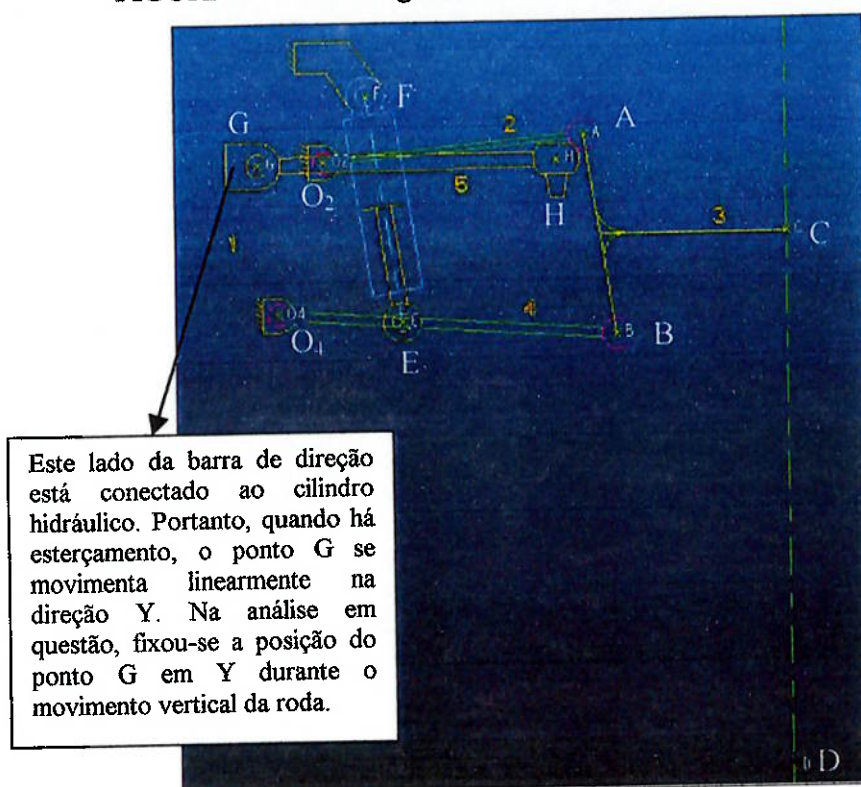 F
G
A
2
O₂
5
H
3
C
1
4
O₄
E
B
Este lado da barra de direção
está conectado ao cilindro
hidráulico. Portanto, quando há
esterçamento, o ponto G se
movimenta linearmente na
direção Y. Na análise em
questão, fixou-se a posição do
ponto G em Y durante o
movimento vertical da roda.
D